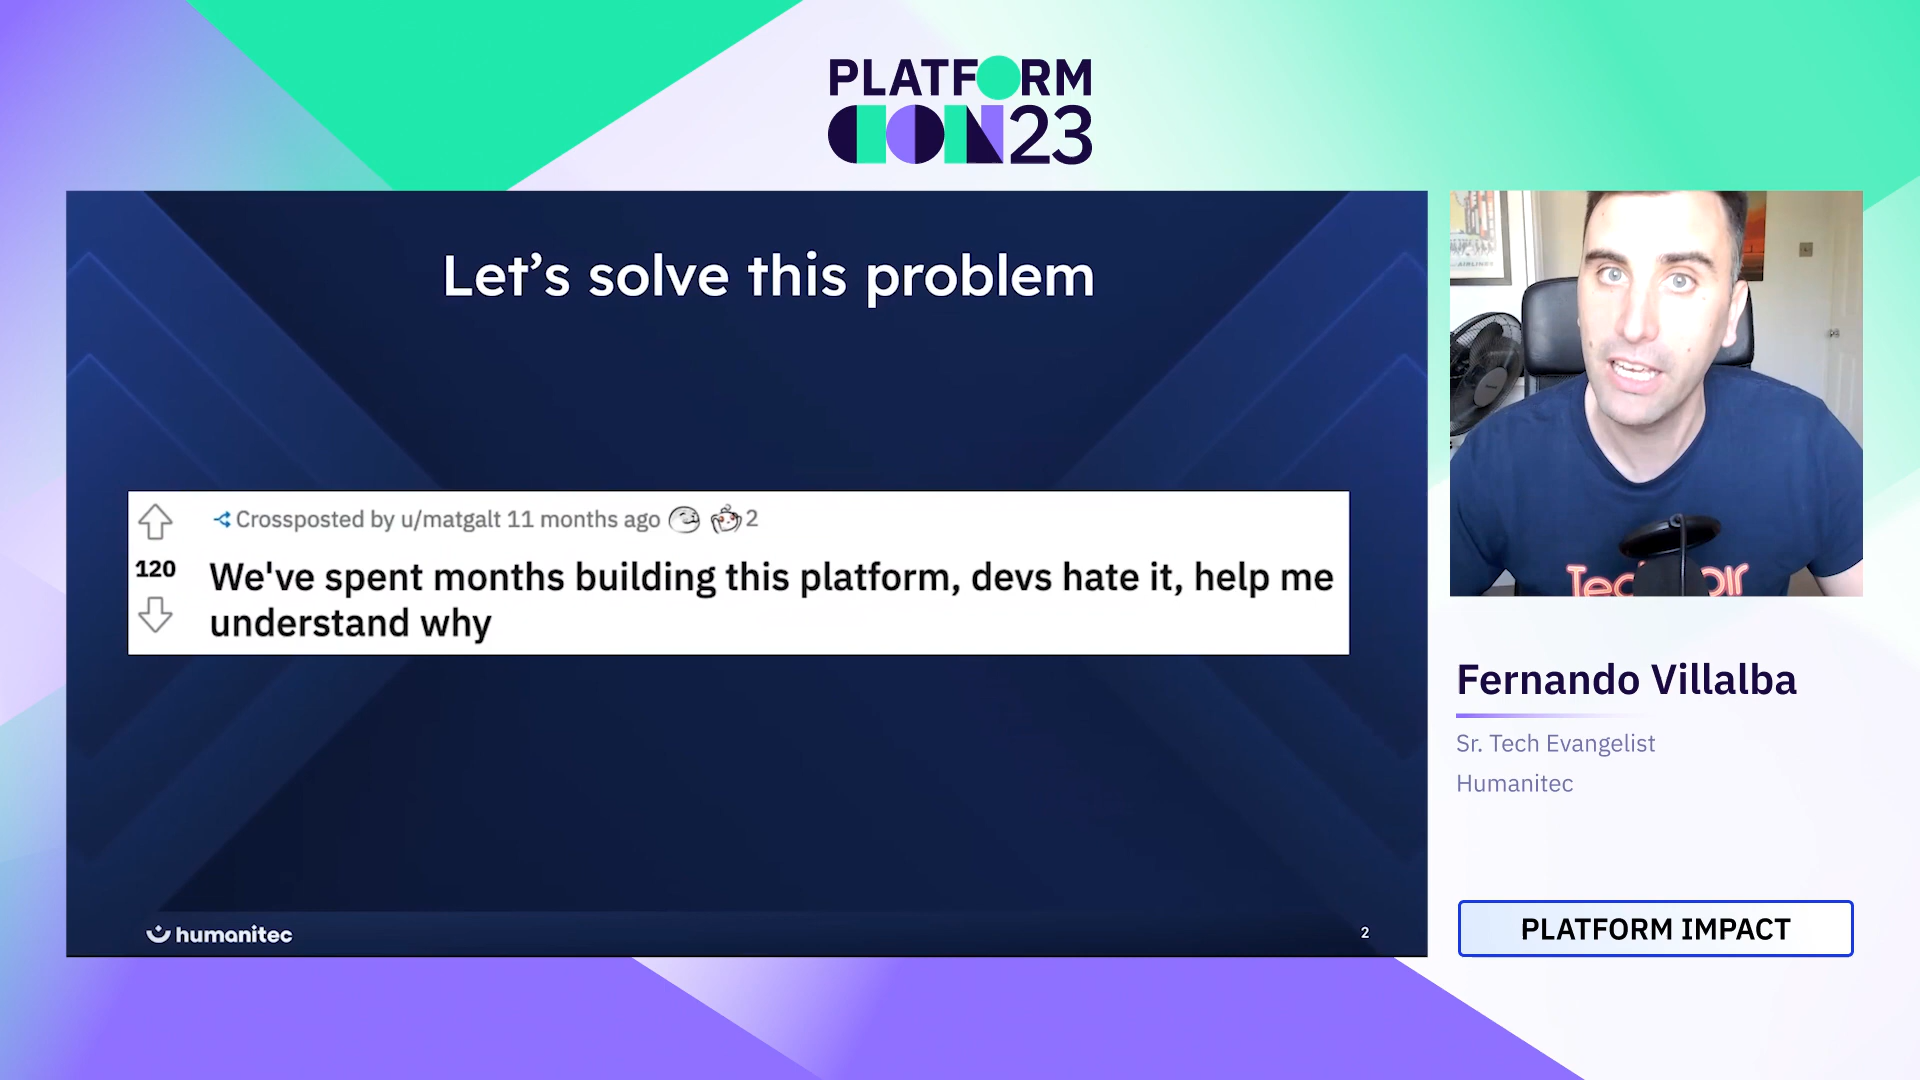 PLATFORM
CON23
Let's solve this problem
Crossposted by u/matgalt 11 months ago 2
120
We've spent months building this platform, devs hate it, help me
understand why
humanitec
2
AIRLINES
Fernando Villalba
Sr. Tech Evangelist
Humanitec
PLATFORM IMPACT